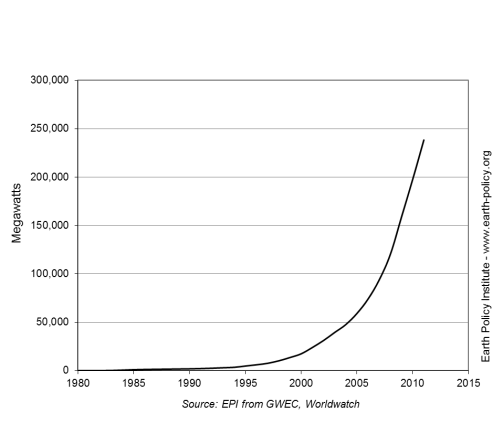 300,000
250,000
200,000
150,000
100,000
50,000
0
Megawatts
1980 1985 1990 1995 2000 2005 2010 2015
Source: EPI from GWEC, Worldwatch
Earth Policy Institute - www.earth-policy.org